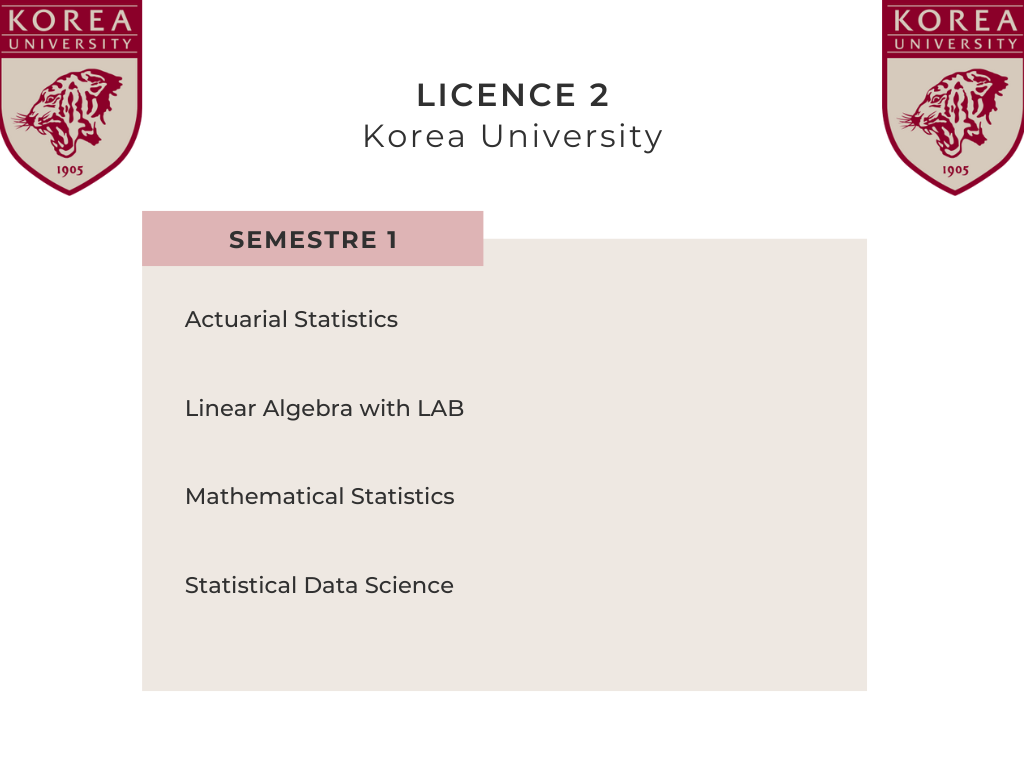 KOREA
UNIVERSITY
1905
KOREA
UNIVERSITY
1905
LICENCE 2
Korea University
SEMESTRE 1
Actuarial Statistics
Linear Algebra with LAB
Mathematical Statistics
Statistical Data Science